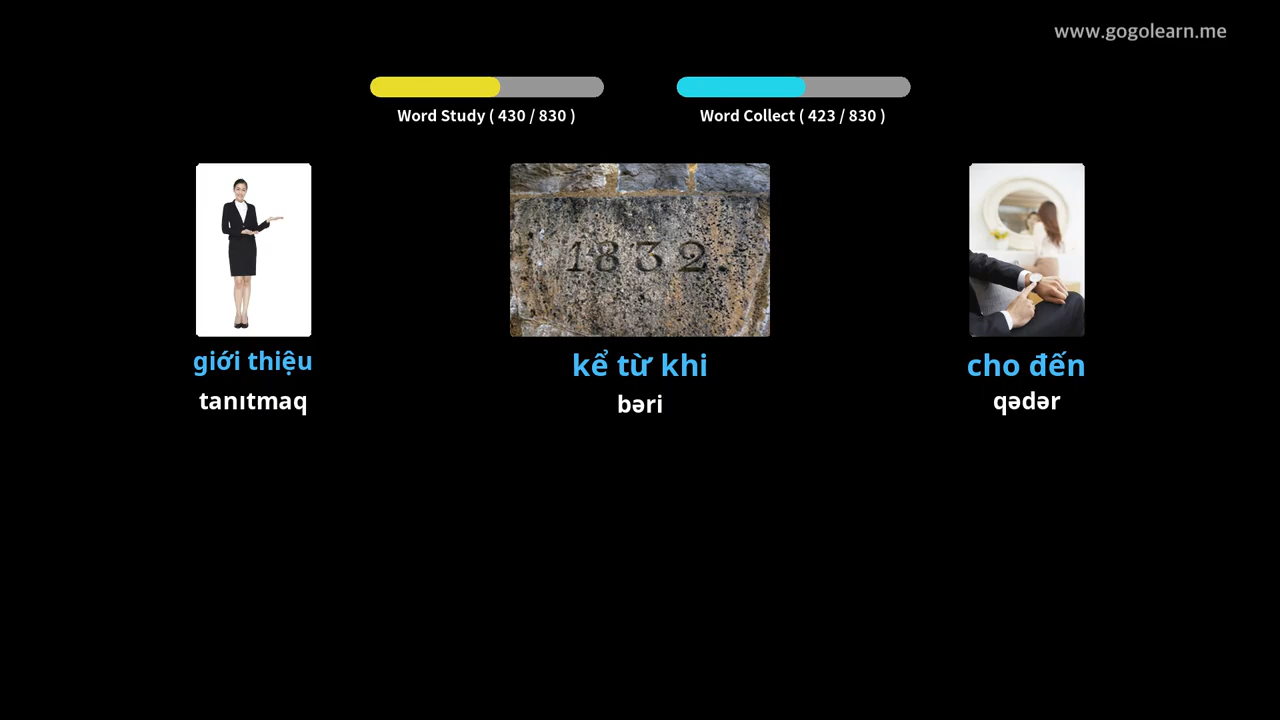 www.gogolearn.me
Word Study ( 430 / 830 )
Word Collect ( 423 / 830 )
1832
giới thiệu
kể từ khi
cho đến
tanıtmaq
bəri
qədər